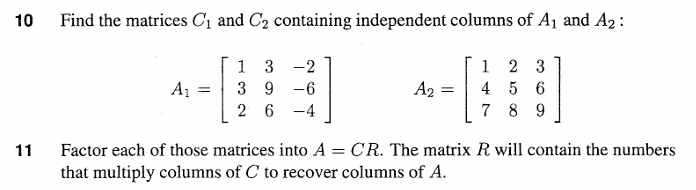 10 Find the matrices C₁ and C₂ containing independent columns of A₁ and A₂ :
A₁ = [ 1 3 −2 ] A₂ = [ 1 2 3 ]
[ 3 9 −6 ] [ 4 5 6 ]
[ 2 6 −4 ] [ 7 8 9 ]
11 Factor each of those matrices into A = CR. The matrix R will contain the numbers
that multiply columns of C to recover columns of A.